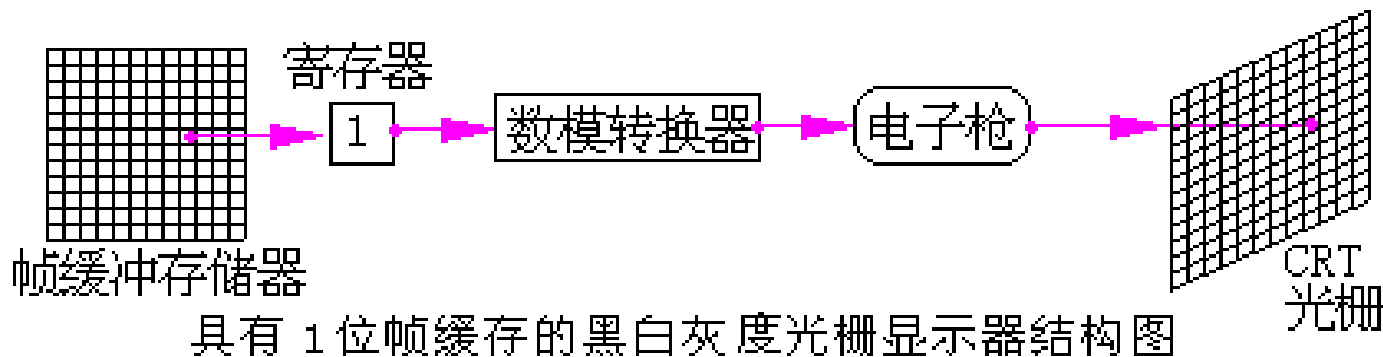 寄存器
1
数模转换器
电子枪
帧缓冲存储器
CRT
光栅
具有1位帧缓存的黑白灰度光栅显示器结构图